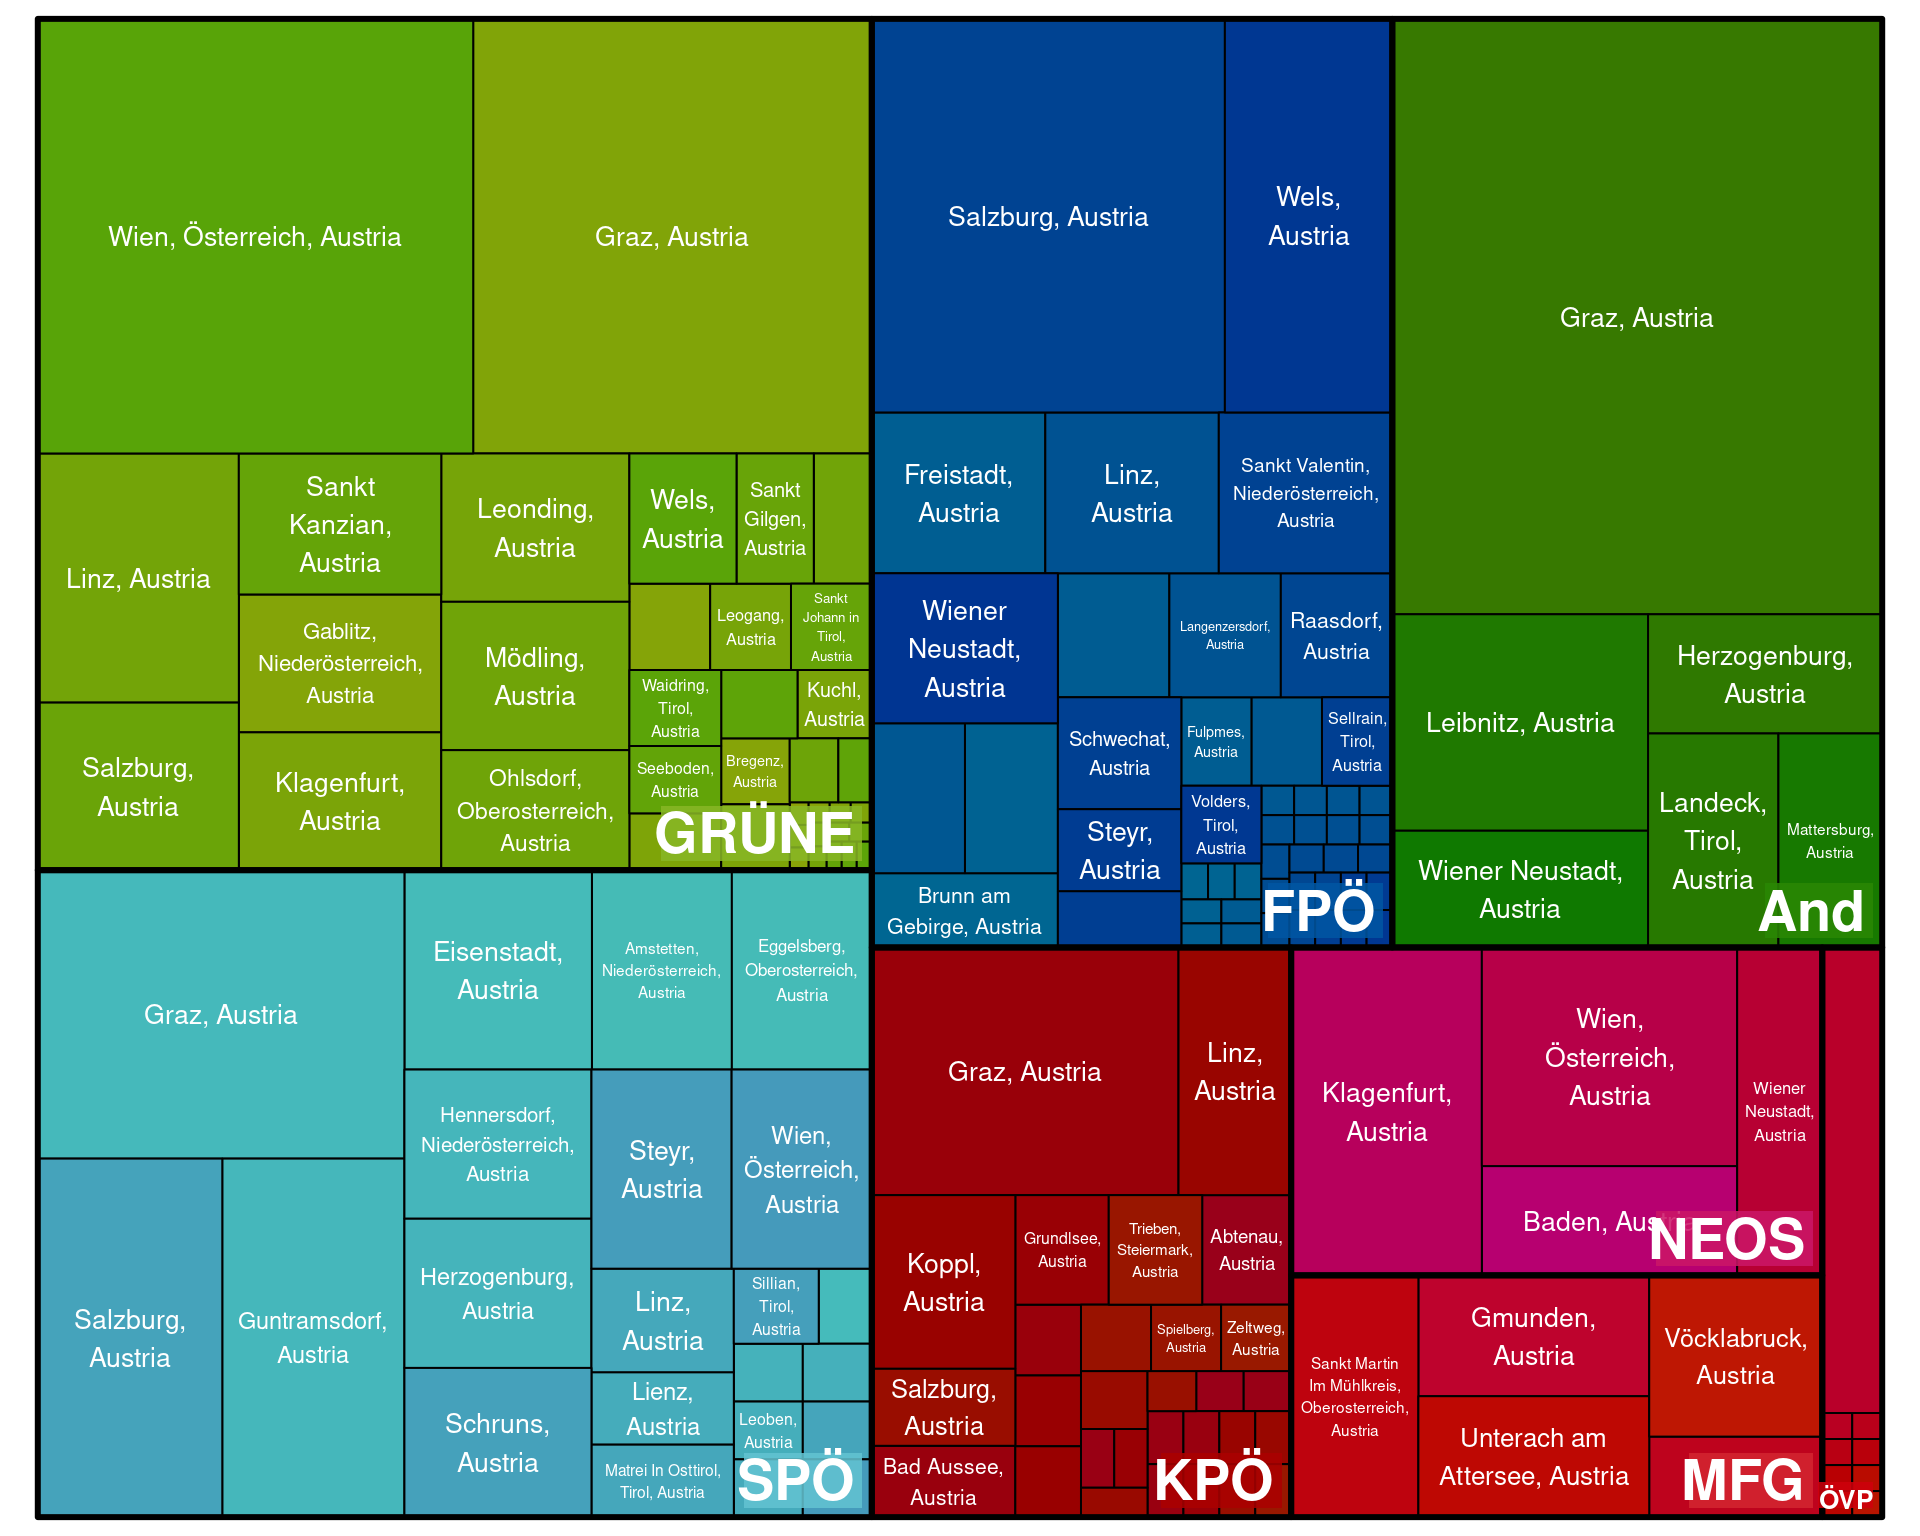 Wien, Österreich, Austria
Graz, Austria
Linz, Austria
Salzburg,
Austria
Sankt
Kanzian,
Austria
Gablitz,
Niederösterreich,
Austria
Klagenfurt,
Austria
Leonding,
Austria
Mödling,
Austria
Ohlsdorf,
Oberosterreich,
Austria
Wels,
Austria
Sankt
Gilgen,
Austria
Leogang,
Austria
Sankt
Johann in
Tirol,
Austria
Waidring,
Tirol,
Austria
Kuchl,
Austria
Seeboden,
Austria
Bregenz,
Austria
GRÜNE
Salzburg, Austria
Wels,
Austria
Freistadt,
Austria
Linz,
Austria
Sankt Valentin,
Niederösterreich,
Austria
Wiener
Neustadt,
Austria
Langenzersdorf,
Austria
Raasdorf,
Austria
Schwechat,
Austria
Fulpmes,
Austria
Sellrain,
Tirol,
Austria
Steyr,
Austria
Volders,
Tirol,
Austria
Brunn am
Gebirge, Austria
FPÖ
Graz, Austria
Leibnitz, Austria
Herzogenburg,
Austria
Wiener Neustadt,
Austria
Landeck,
Tirol,
Austria
Mattersburg,
Austria
And
Graz, Austria
Salzburg,
Austria
Guntramsdorf,
Austria
Eisenstadt,
Austria
Amstetten,
Niederösterreich,
Austria
Eggelsberg,
Oberosterreich,
Austria
Hennersdorf,
Niederösterreich,
Austria
Herzogenburg,
Austria
Schruns,
Austria
Steyr,
Austria
Wien,
Österreich,
Austria
Linz,
Austria
Sillian,
Tirol,
Austria
Lienz,
Austria
Leoben,
Austria
Matrei In Osttirol,
Tirol, Austria
SPÖ
Graz, Austria
Linz,
Austria
Koppl,
Austria
Grundlsee,
Austria
Trieben,
Steiermark,
Austria
Abtenau,
Austria
Spielberg,
Austria
Zeltweg,
Austria
Salzburg,
Austria
Bad Aussee,
Austria
KPÖ
Klagenfurt,
Austria
Wien,
Österreich,
Austria
Wiener
Neustadt,
Austria
Baden, Austria
NEOS
Sankt Martin
Im Mühlkreis,
Oberosterreich,
Austria
Gmunden,
Austria
Unterach am
Attersee, Austria
Vöcklabruck,
Austria
MFG
ÖVP